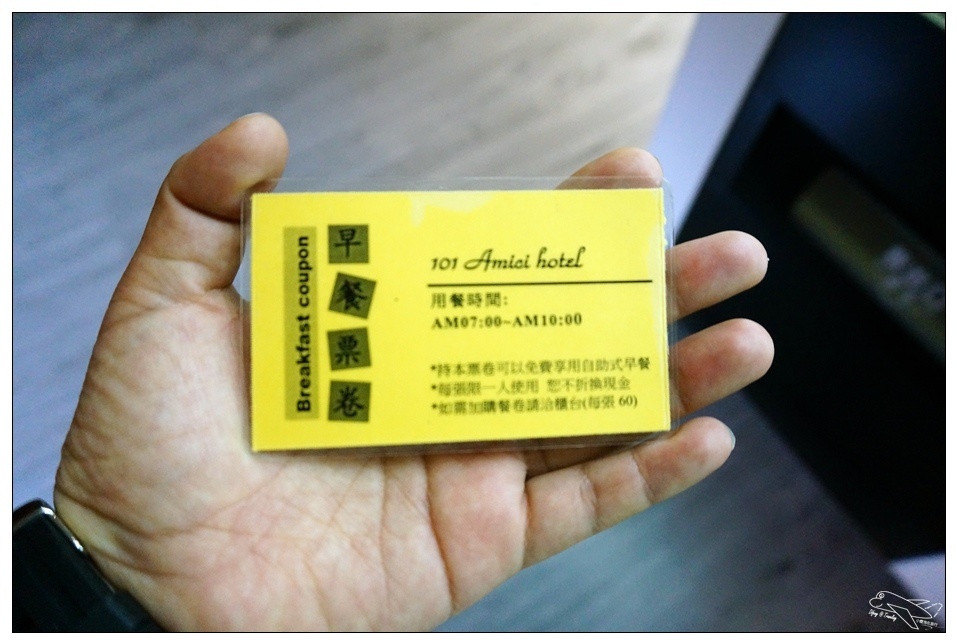 早餐票卷
Breakfast coupon
101 Amici hotel
用餐時間:
AM07:00~AM10:00
*持本票卷可以免費享用自助式早餐
*每張限一人使用 恕不折換現金
*如需加購餐卷請洽櫃台(每張 60)